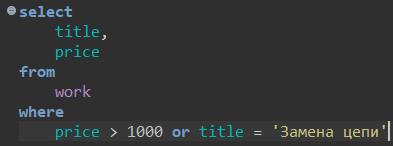 select
title,
price
from
work
where
price > 1000 or title = 'Замена цепи'